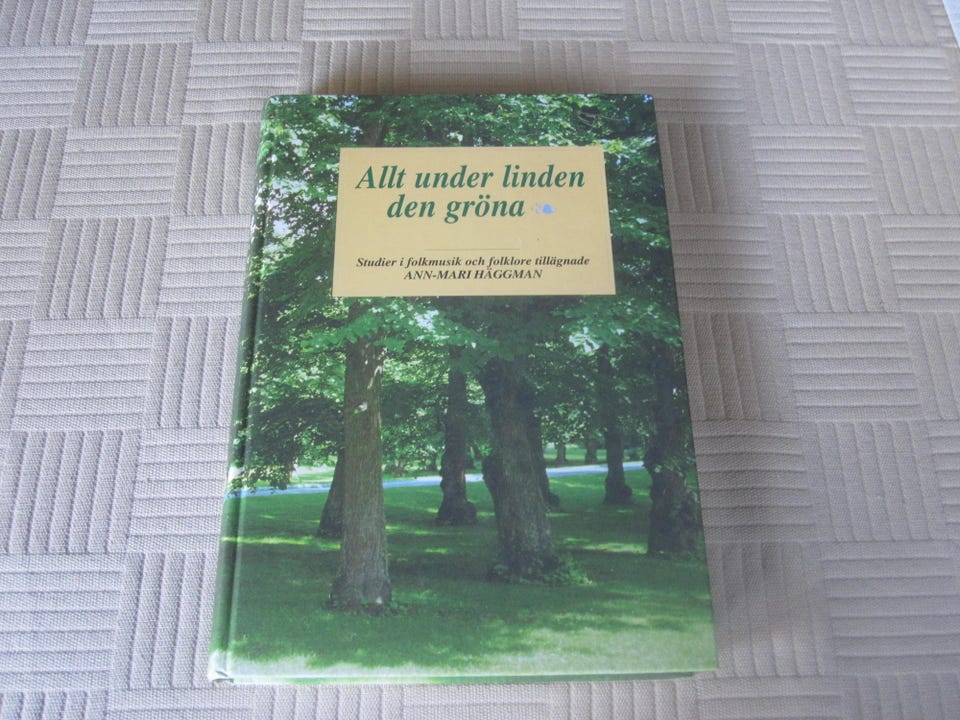 Allt under linden
den gröna
Studier i folkmusik och folklore tillägnade
ANN-MARI HÄGGMAN